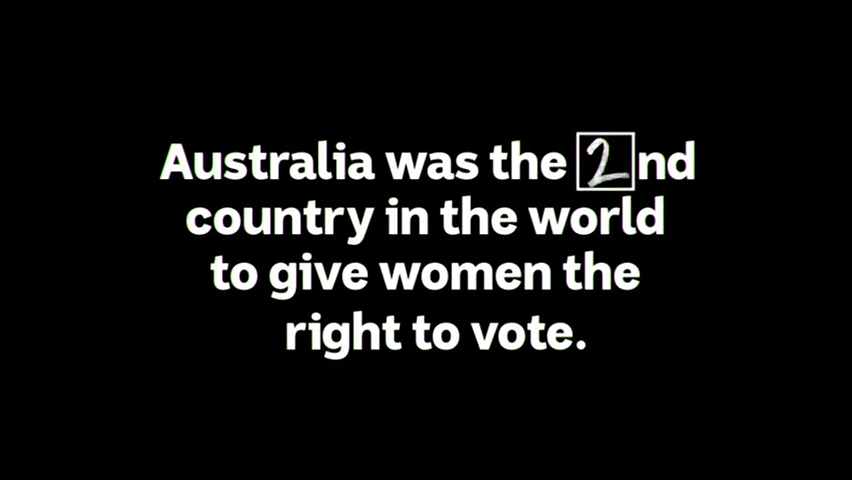 Australia was the 2nd
country in the world
to give women the
right to vote.